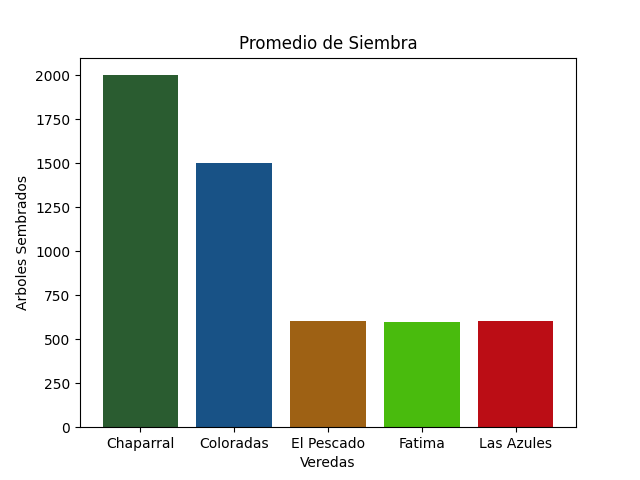 Promedio de Siembra
Arboles Sembrados
2000
1750
1500
1250
1000
750
500
250
0
Chaparral Coloradas El Pescado Fatima Las Azules
Veredas